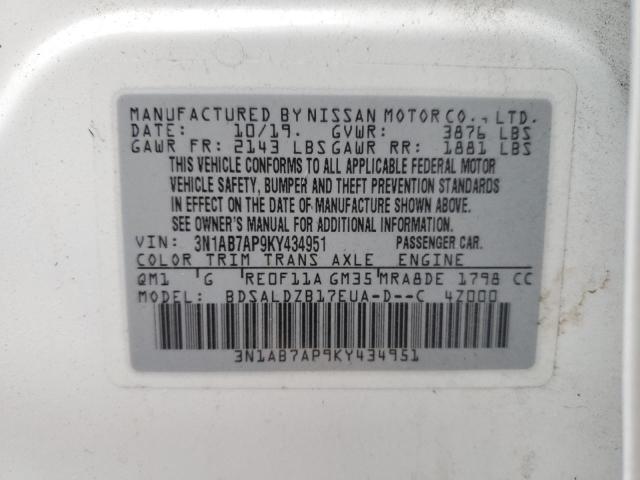 MANUFACTURED BY NISSAN MOTOR CO., LTD.
DATE: 10/19. GVWR: 3876 LBS
GAWR FR: 2143 LBS GAWR RR: 1881 LBS
THIS VEHICLE CONFORMS TO ALL APPLICABLE FEDERAL MOTOR
VEHICLE SAFETY, BUMPER AND THEFT PREVENTION STANDARDS
IN EFFECT ON THE DATE OF MANUFACTURE SHOWN ABOVE.
SEE OWNER'S MANUAL FOR ADDITIONAL INFORMATION.
VIN: 3N1AB7AP9KY434951 PASSENGER CAR.
COLOR TRIM TRANS AXLE ENGINE
QM1 G RE0F11A GM35 MRA8DE 1798 CC
MODEL: BDSALDZB17EUA-D--C 4Z000
3N1AB7AP9KY434951